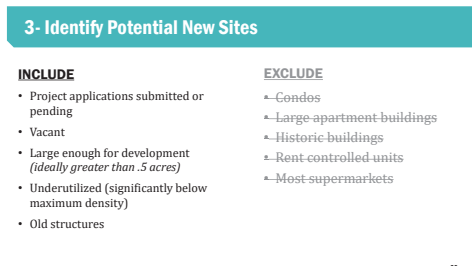 3- Identify Potential New Sites
INCLUDE
• Project applications submitted or
pending
• Vacant
• Large enough for development
(ideally greater than .5 acres)
• Underutilized (significantly below
maximum density)
• Old structures
EXCLUDE
• Condos
• Large apartment buildings
• Historic buildings
• Rent controlled units
• Most supermarkets